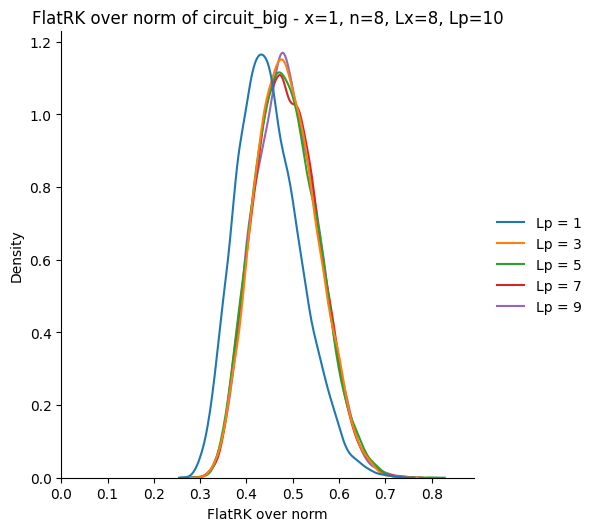 FlatRK over norm of circuit_big - x=1, n=8, Lx=8, Lp=10
1.2
1.0
0.8
0.6
0.4
0.2
0.0
Density
0.0 0.1 0.2 0.3 0.4 0.5 0.6 0.7 0.8
FlatRK over norm
Lp = 1
Lp = 3
Lp = 5
Lp = 7
Lp = 9